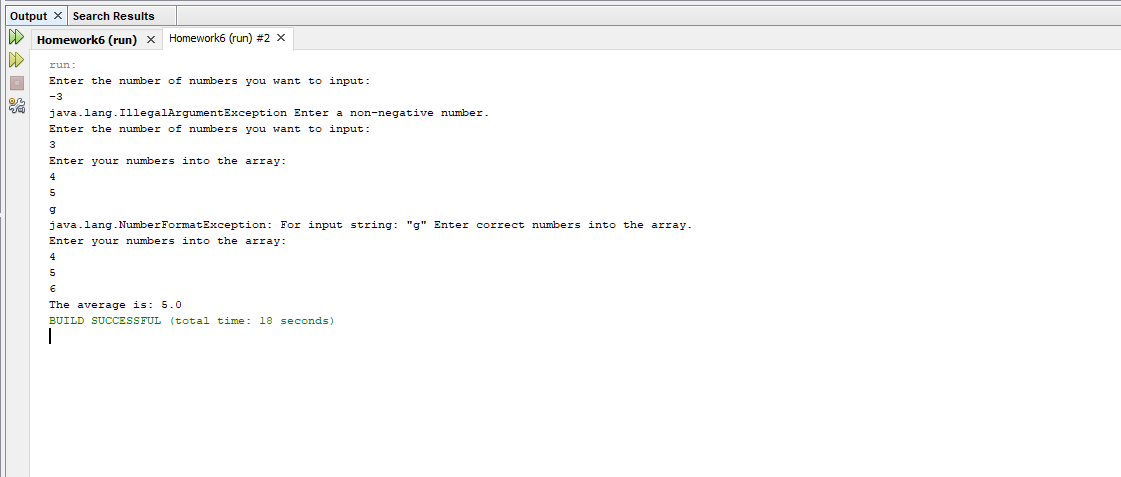 Output Search Results
Homework6 (run) Homework6 (run) #2
run:
Enter the number of numbers you want to input:
-3
java.lang.IllegalArgumentException Enter a non-negative number.
Enter the number of numbers you want to input:
3
Enter your numbers into the array:
4
5
g
java.lang.NumberFormatException: For input string: "g" Enter correct numbers into the array.
Enter your numbers into the array:
4
5
6
The average is: 5.0
BUILD SUCCESSFUL (total time: 18 seconds)